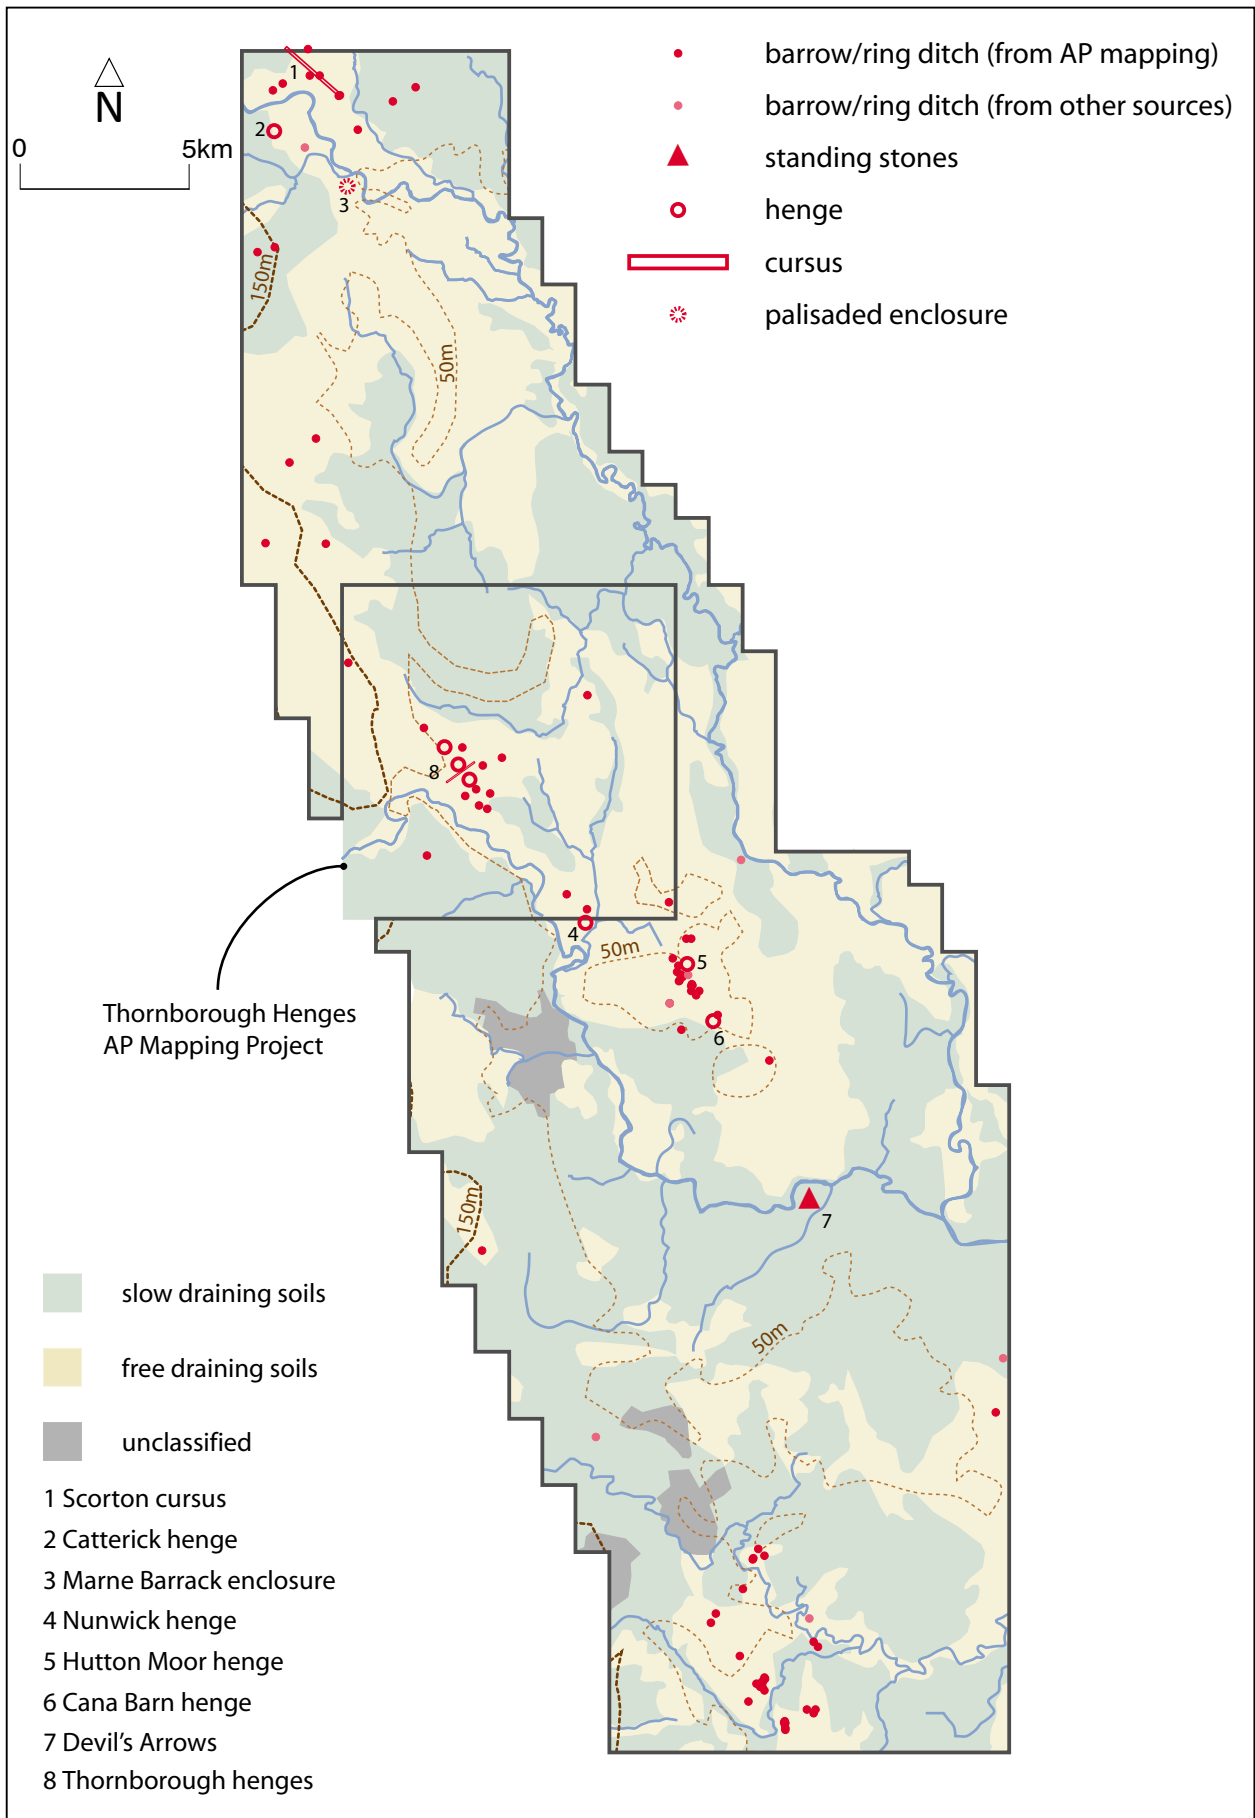 barrow/ring ditch (from AP mapping)
barrow/ring ditch (from other sources)
standing stones
henge
cursus
palisaded enclosure
N
0 5km
1
2
3
150m
50m
8
4
50m
5
6
Thornborough Henges
AP Mapping Project
7
150m
50m
slow draining soils
free draining soils
unclassified
1 Scorton cursus
2 Catterick henge
3 Marne Barrack enclosure
4 Nunwick henge
5 Hutton Moor henge
6 Cana Barn henge
7 Devil's Arrows
8 Thornborough henges